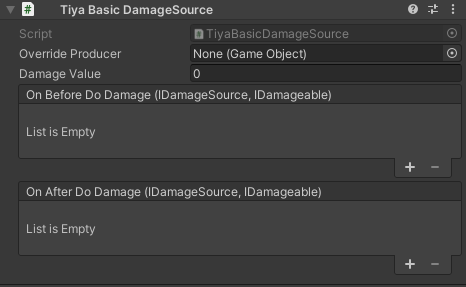 Tiya Basic DamageSource
Script TiyaBasicDamageSource
Override Producer None (Game Object)
Damage Value 0
On Before Do Damage (IDamageSource, IDamageable)
List is Empty
+ −
On After Do Damage (IDamageSource, IDamageable)
List is Empty
+ −